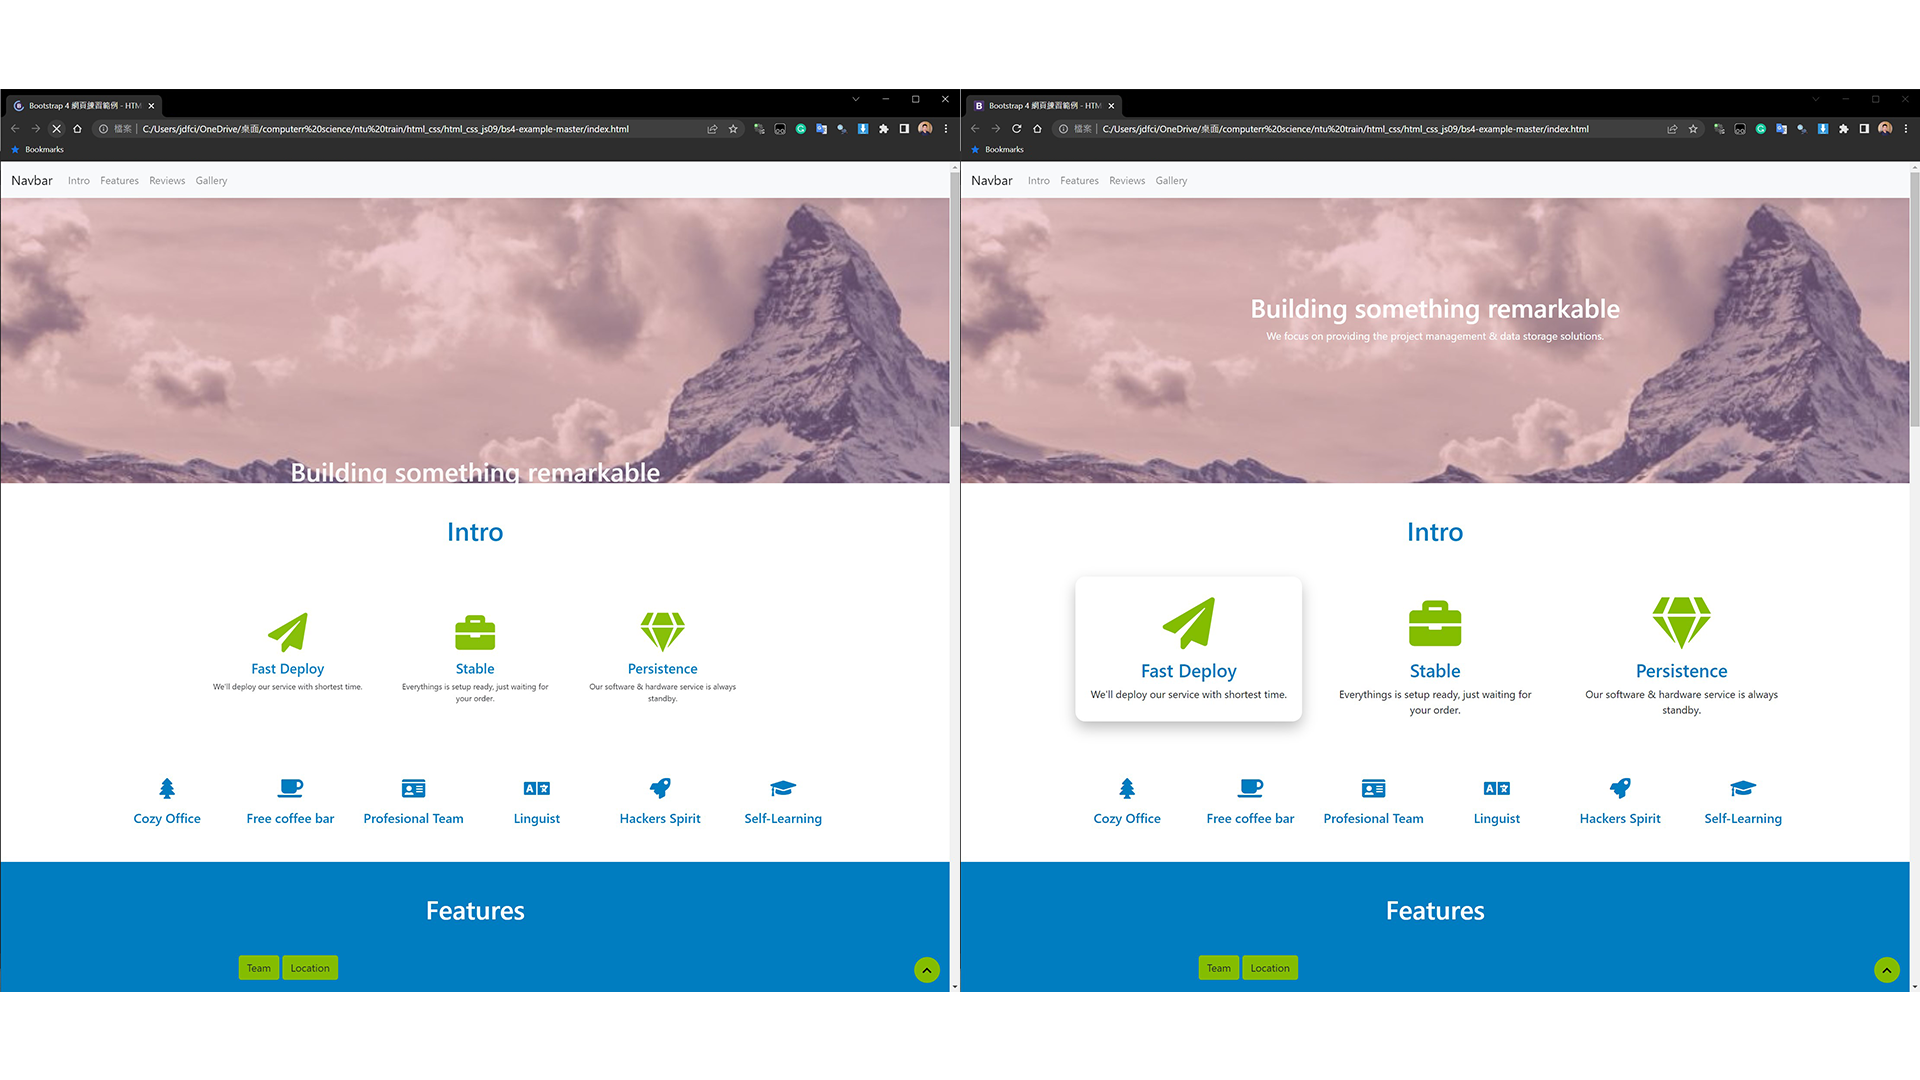 Bootstrap 4 網頁練習範例 - HTM
檔案 C:/Users/jdfci/OneDrive/桌面/computerr%20science/ntu%20train/html_css/html_css_js09/bs4-example-master/index.html
Bookmarks
Navbar Intro Features Reviews Gallery
Building something remarkable
Intro
Fast Deploy Stable Persistence
We'll deploy our service with shortest time. Everythings is setup ready, just waiting for Our software & hardware service is always
your order. standby.
Cozy Office Free coffee bar Profesional Team Linguist Hackers Spirit Self-Learning
Features
Team Location
Bootstrap 4 網頁練習範例 - HTM
檔案 C:/Users/jdfci/OneDrive/桌面/computerr%20science/ntu%20train/html_css/html_css_js09/bs4-example-master/index.html
Bookmarks
Navbar Intro Features Reviews Gallery
Building something remarkable
We focus on providing the project management & data storage solutions.
Intro
Fast Deploy Stable Persistence
We'll deploy our service with shortest time. Everythings is setup ready, just waiting for Our software & hardware service is always
your order. standby.
Cozy Office Free coffee bar Profesional Team Linguist Hackers Spirit Self-Learning
Features
Team Location